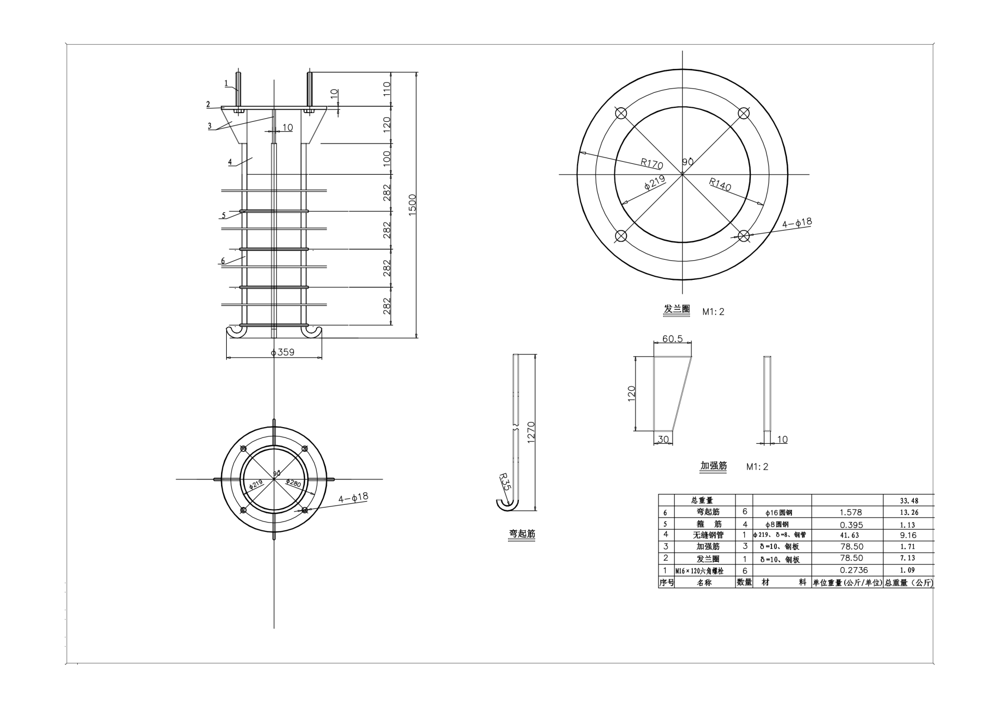 1
2
3
4
5
6
10
10
110
120
100
282
282
282
282
1500
ϕ359
90°
ϕ219
ϕ280
4-ϕ18
R170
90°
ϕ219
R140
4-ϕ18
发兰圈 M1:2
1270
R35
弯起筋
60.5
120
30
10
加强筋 M1:2
总重量 33.48
6 弯起筋 6 ϕ16圆钢 1.578 13.26
5 箍 筋 4 ϕ8圆钢 0.395 1.13
4 无缝钢管 1 ϕ219、δ=8、钢管 41.63 9.16
3 加强筋 3 δ=10、钢板 78.50 1.71
2 发兰圈 1 δ=10、钢板 78.50 7.13
1 M16×120六角螺栓 6 0.2736 1.09
序号 名称 数量 材 料 单位重量(公斤/单位) 总重量（公斤)